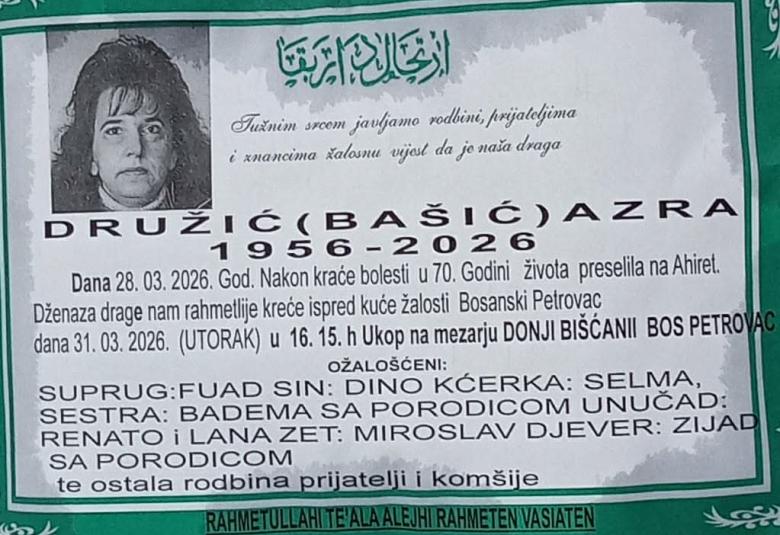 Tužnim srcem javljamo rodbini, prijateljima
i znancima žalosnu vijest da je naša draga
DRUŽIĆ(BAŠIĆ)AZRA
1956-2026
Dana 28. 03. 2026. God. Nakon kraće bolesti u 70. Godini života preselila na Ahiret.
Dženaza drage nam rahmetlije kreće ispred kuće žalosti Bosanski Petrovac
dana 31. 03. 2026. (UTORAK) u 16. 15. h Ukop na mezarju DONJI BIŠĆANII BOS PETROVAC
OŽALOŠĆENI:
SUPRUG:FUAD SIN: DINO KĆERKA: SELMA,
SESTRA: BADEMA SA PORODICOM UNUČAD:
RENATO i LANA ZET: MIROSLAV DJEVER: ZIJAD
SA PORODICOM
te ostala rodbina prijatelji i komšije
RAHMETULLAHI TE'ALA ALEJHI RAHMETEN VASIATEN